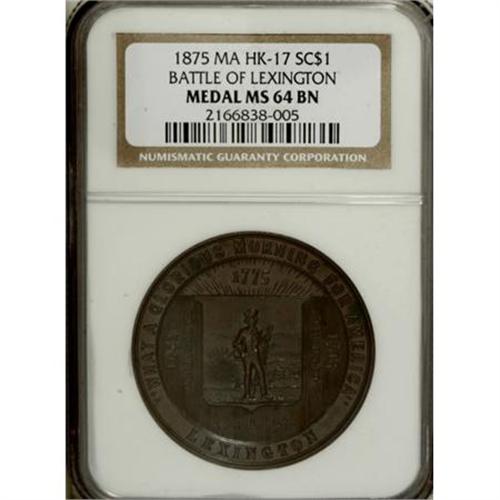 1875 MA HK-17 SC$1
BATTLE OF LEXINGTON
MEDAL MS 64 BN
2166838-005
NUMISMATIC GUARANTY CORPORATION
"WHAT A GLORIOUS MORNING FOR AMERICA"
1775
LEXINGTON